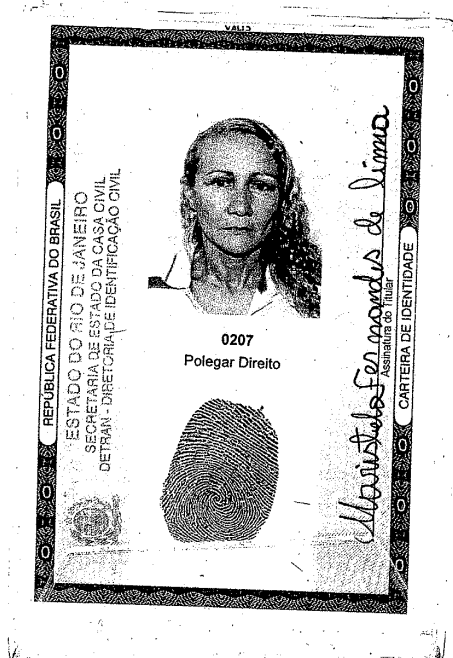 REPÚBLICA FEDERATIVA DO BRASIL
ESTADO DO RIO DE JANEIRO
SECRETARIA DE ESTADO DA CASA CIVIL
DETRAN - DIRETORIA DE IDENTIFICAÇÃO CIVIL
0207
Polegar Direito
Maristela Fernandes de Lima
Assinatura do Titular
CARTEIRA DE IDENTIDADE